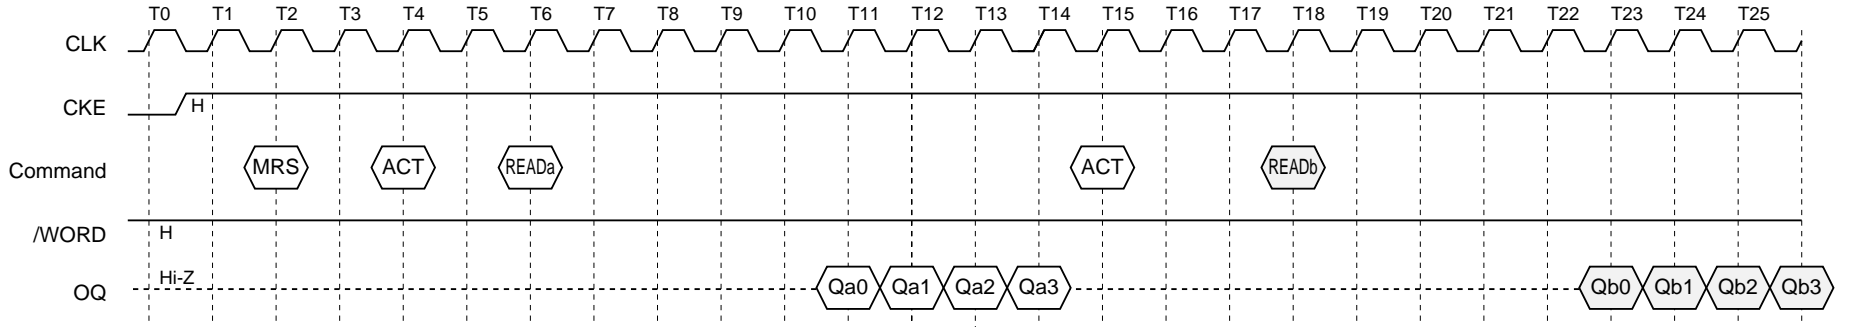 T0 T1 T2 T3 T4 T5 T6 T7 T8 T9 T10 T11 T12 T13 T14 T15 T16 T17 T18 T19 T20 T21 T22 T23 T24 T25
CLK
CKE H
Command MRS ACT READa ACT READb
/WORD H
OQ Hi-Z Qa0 Qa1 Qa2 Qa3 Qb0 Qb1 Qb2 Qb3